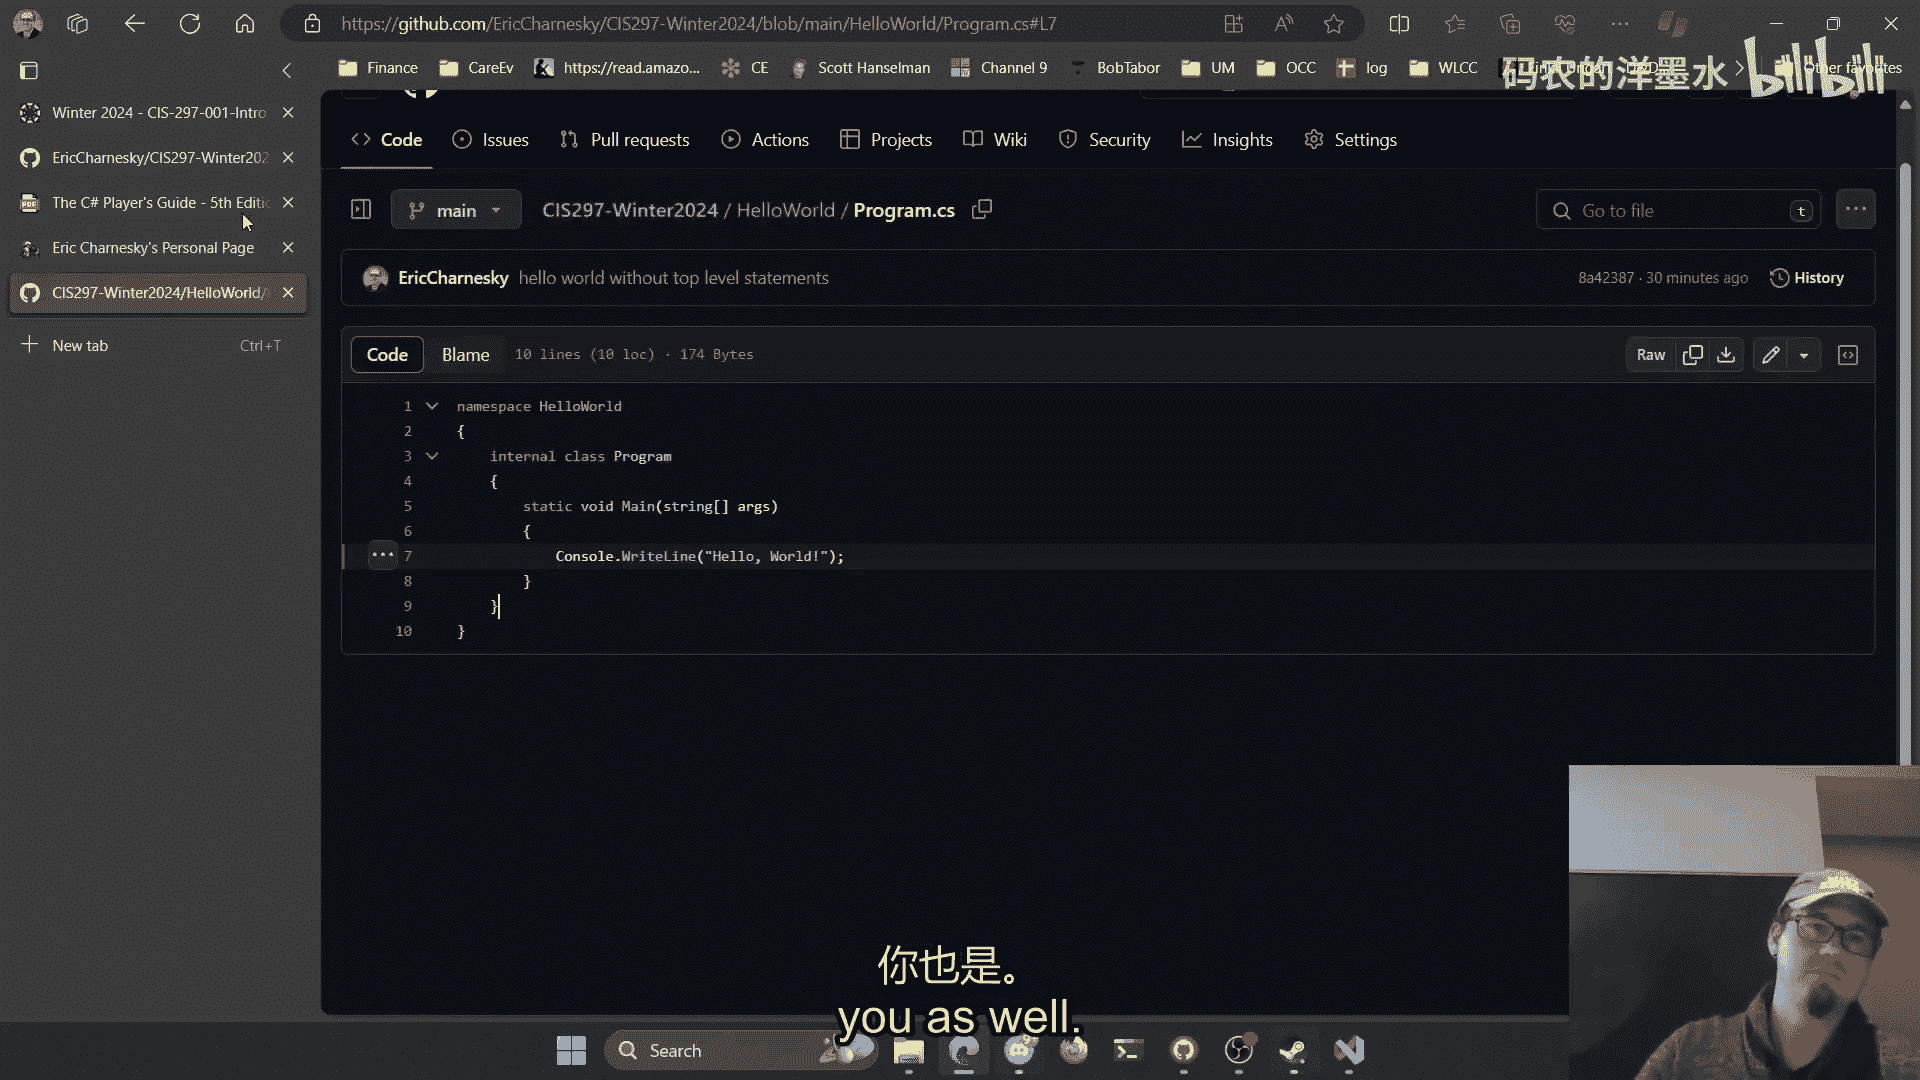 https://github.com/EricCharnesky/CIS297-Winter2024/blob/main/HelloWorld/Program.cs#L7
Finance
CareEv
https://read.amazo...
CE
Scott Hanselman
Channel 9
BobTabor
UM
OCC
log
WLCC
Other favorites
码农的洋墨水
bilibili
Winter 2024 - CIS-297-001-Intro
EricCharnesky/CIS297-Winter202
The C# Player's Guide - 5th Editi
Eric Charnesky's Personal Page
CIS297-Winter2024/HelloWorld/
New tab
Ctrl+T
Code
Issues
Pull requests
Actions
Projects
Wiki
Security
Insights
Settings
main
CIS297-Winter2024 / HelloWorld / Program.cs
Go to file
t
EricCharnesky hello world without top level statements
8a42387 · 30 minutes ago
History
Code
Blame
10 lines (10 loc) · 174 Bytes
Raw
1 namespace HelloWorld
2 {
3 internal class Program
4 {
5 static void Main(string[] args)
6 {
7 Console.WriteLine("Hello, World!");
8 }
9 }
10 }
你也是。
you as well.
Search